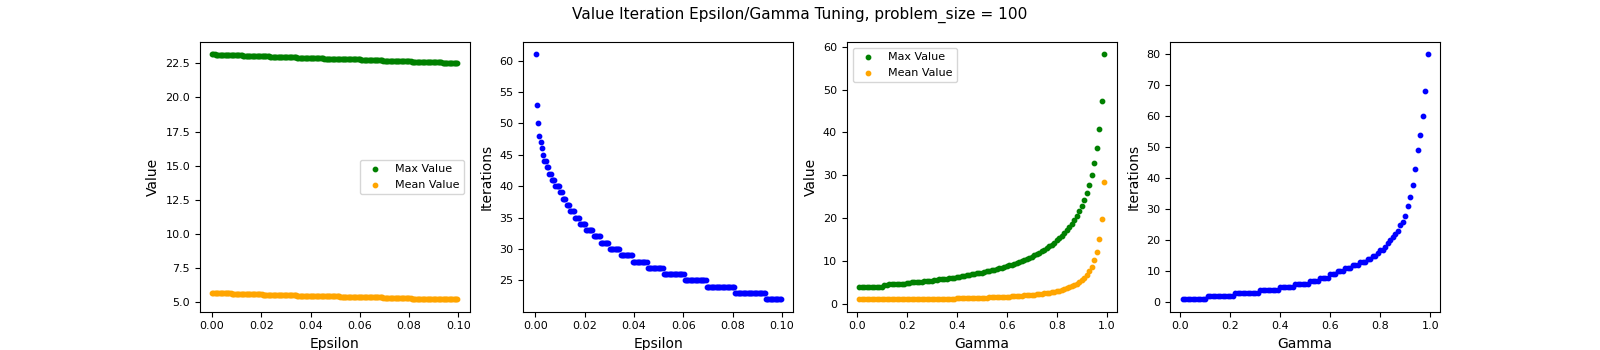 Value Iteration Epsilon/Gamma Tuning, problem_size = 100
Value
22.5
20.0
17.5
15.0
12.5
10.0
7.5
5.0
Max Value
Mean Value
0.00 0.02 0.04 0.06 0.08 0.10
Epsilon
Iterations
60
55
50
45
40
35
30
25
0.00 0.02 0.04 0.06 0.08 0.10
Epsilon
Value
60
50
40
30
20
10
0
Max Value
Mean Value
0.0 0.2 0.4 0.6 0.8 1.0
Gamma
Iterations
80
70
60
50
40
30
20
10
0
0.0 0.2 0.4 0.6 0.8 1.0
Gamma